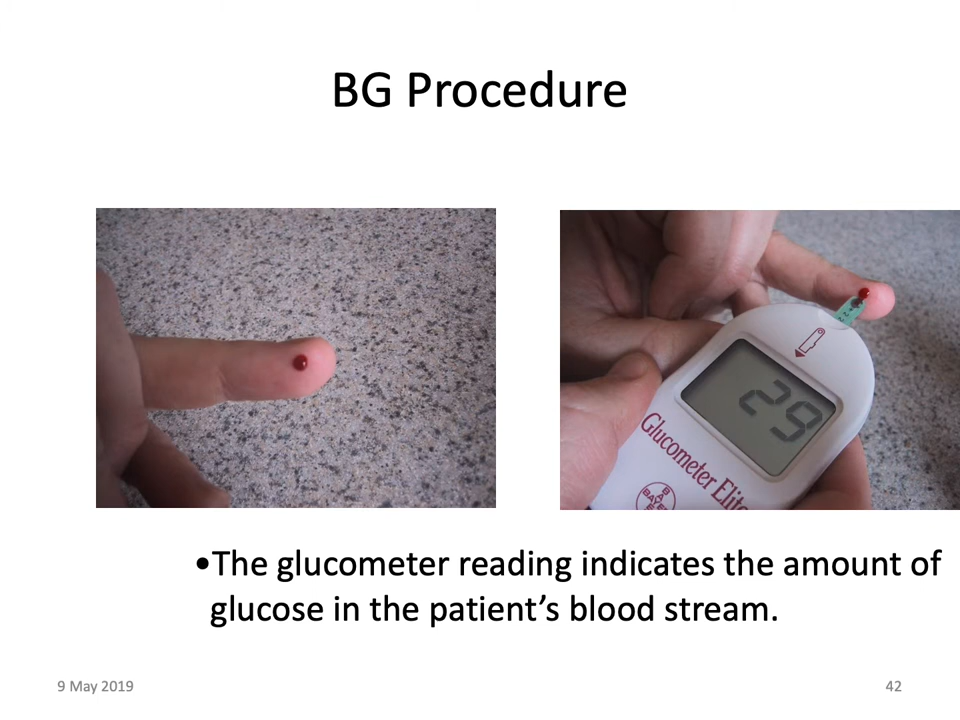 BG Procedure
29
Glucometer Elite
BAYER
•The glucometer reading indicates the amount of
glucose in the patient’s blood stream.
9 May 2019
42